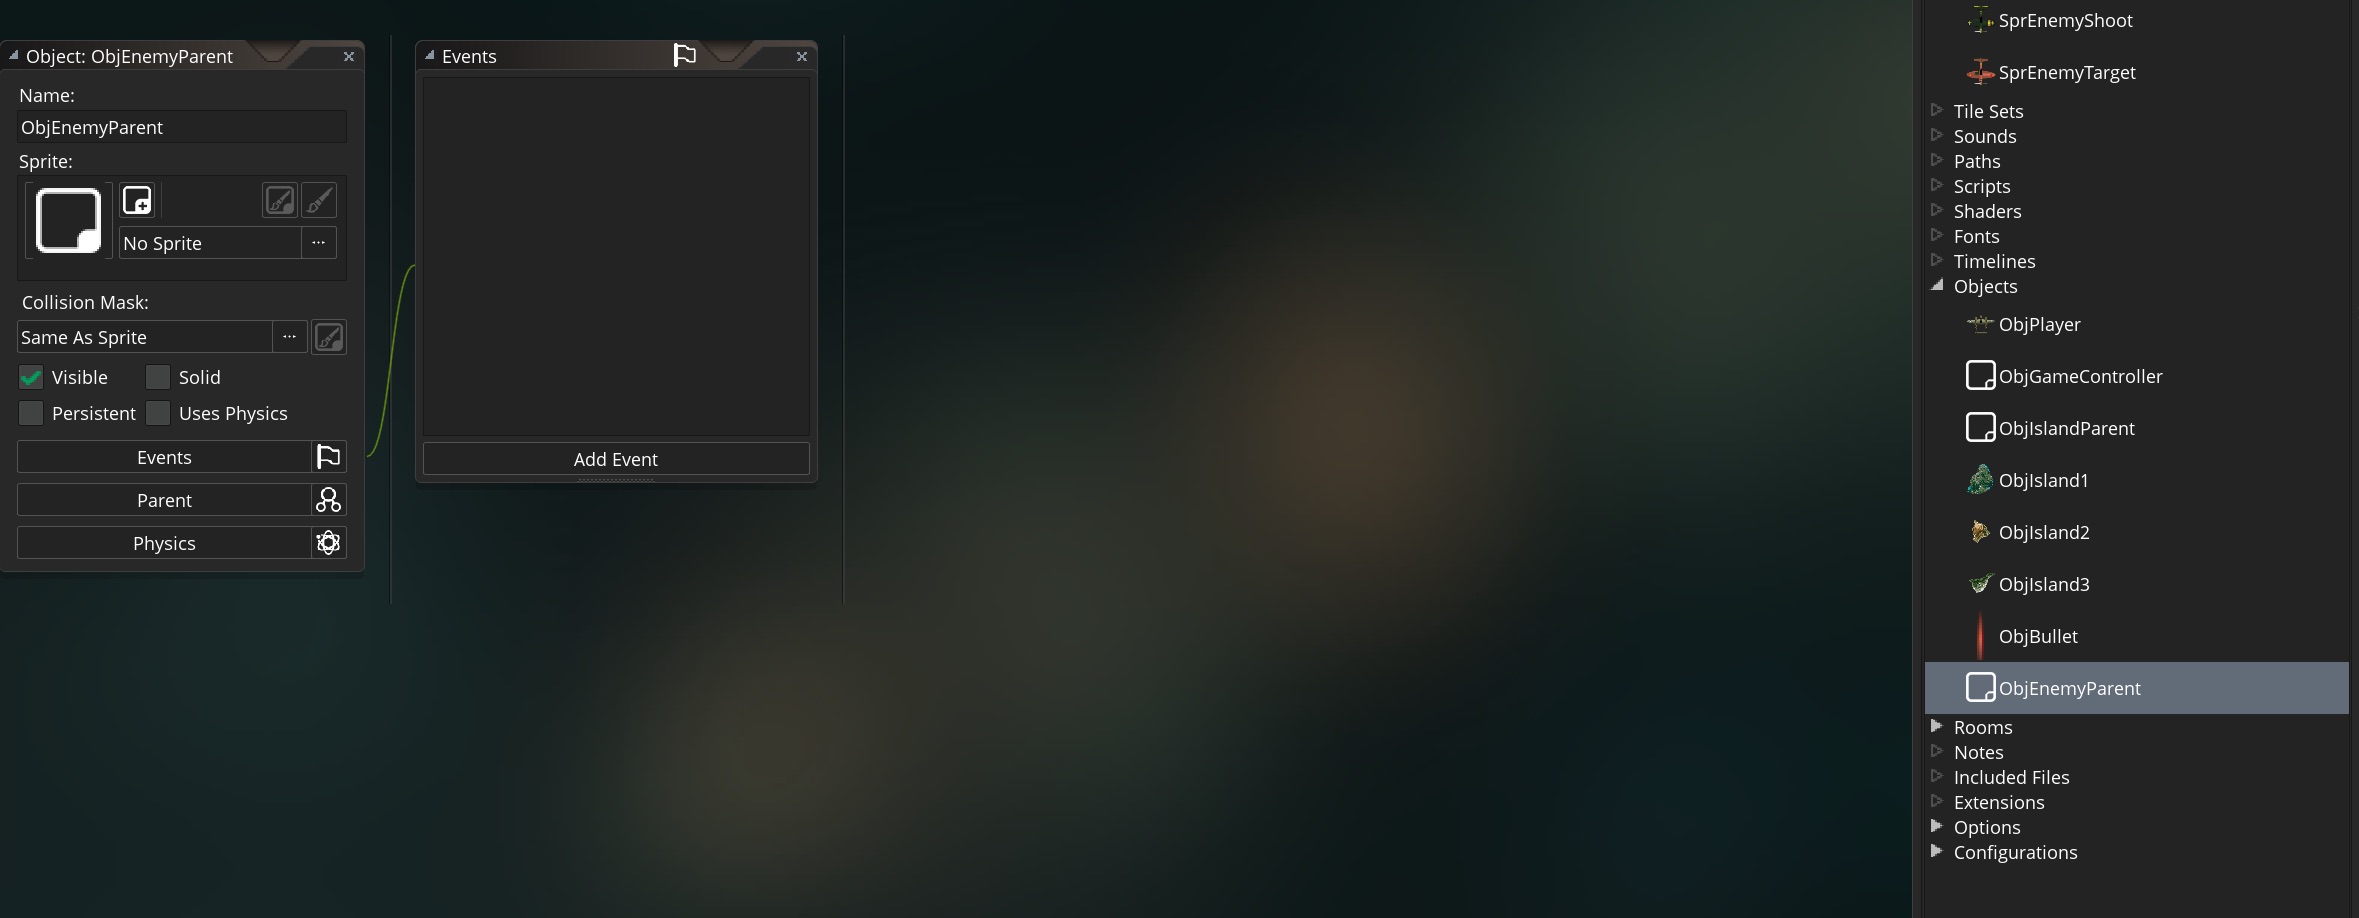 Object: ObjEnemyParent
Name:
ObjEnemyParent
Sprite:
No Sprite
...
Collision Mask:
Same As Sprite
...
Visible
Solid
Persistent
Uses Physics
Events
Parent
Physics
Events
Add Event
SprEnemyShoot
SprEnemyTarget
Tile Sets
Sounds
Paths
Scripts
Shaders
Fonts
Timelines
Objects
ObjPlayer
ObjGameController
ObjIslandParent
ObjIsland1
ObjIsland2
ObjIsland3
ObjBullet
ObjEnemyParent
Rooms
Notes
Included Files
Extensions
Options
Configurations